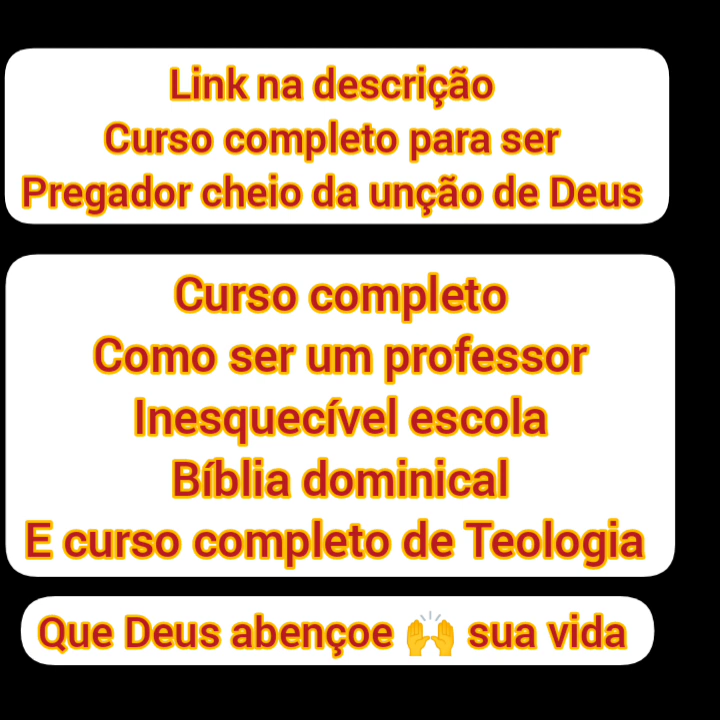 Link na descrição
Curso completo para ser
Pregador cheio da unção de Deus
Curso completo
Como ser um professor
Inesquecível escola
Bíblia dominical
E curso completo de Teologia
Que Deus abençoe 🙌 sua vida